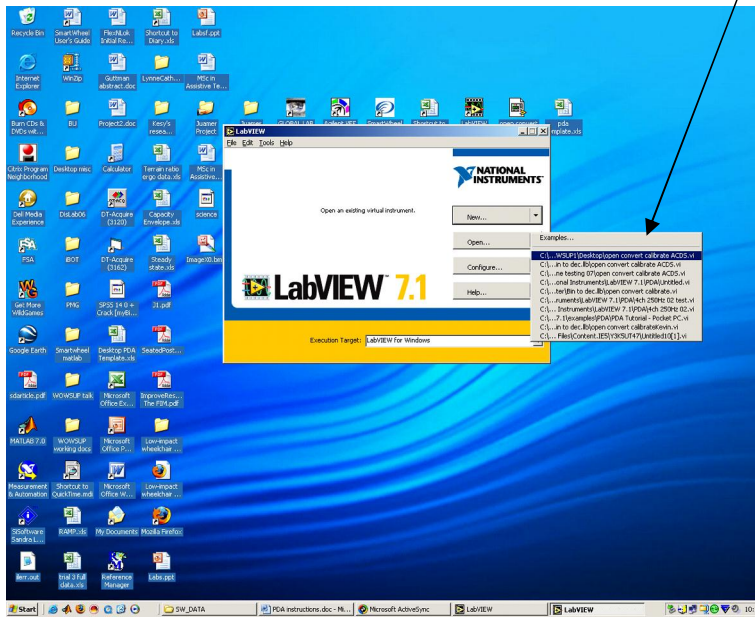 Recycle Bin
SmartWheel User's Guide
FlexNLok Initial Re...
Shortcut to Diary.xls
Labsf.ppt
Internet Explorer
WinZip
Guttman abstract.doc
LynneCath...
MSc in Assistive Te...
Burn CDs & DVDs wit...
BIJ
Project2.doc
Kesy's resea...
Juamer Project
Citrix Program Neighborhood
Desktop misc
Calculator
Terrain ratio ergo data.xls
MSc in Assistive...
Dell Media Experience
DisLab06
DT-Acquire (3120)
Capacity Envelope.xls
science
FSA
iBOT
DT-Acquire (3162)
Steady state.xls
ImageX0.bm
Get More WildGames
PMG
SPSS 14 0 + Crack [myBi...
J1.pdf
Google Earth
Smartwheel matlab
Desktop PDA Template.xls
SeatedPost...
sdarticle.pdf
WOWSUP talk
Microsoft Office Ex...
ImproveRes... The FIM.pdf
MATLAB 7.0
WOWSUP working docs
Microsoft Office P...
Low-impact wheelchair ...
Measurement & Automation
Shortcut to QuickTime.mdi
Microsoft Office W...
Low-impact wheelchair ...
SiSoftware Sandra L...
RAMP.xls
My Documents
Mozilla Firefox
ilerr.out
trial 3 full data.xls
Reference Manager
Labs.ppt
pda
mplate.xls
LabVIEW
File Edit Tools Help
NATIONAL
INSTRUMENTS
Open an existing virtual instrument.
New...
Open...
Configure...
Help...
LabVIEW 7.1
Execution Target: LabVIEW for Windows
Examples...
C:\...WSUP1\Desktop\open convert calibrate ACDS.vi
C:\...in to dec.llb\open convert calibrate ACDS.vi
C:\...ne testing 07\open convert calibrate ACDS.vi
C:\...onal Instruments\LabVIEW 7.1\PDA\Untitled.vi
C:\...ter\Bin to dec.llb\open convert calibrate.vi
C:\...ruments\LabVIEW 7.1\PDA\4ch 250Hz 02 test.vi
C:\... Instruments\LabVIEW 7.1\PDA\4ch 250Hz 02.vi
C:\...7.1\examples\PDA\PDA Tutorial - Pocket PC.vi
C:\...in to dec.llb\open convert calibrateKevin.vi
C:\... Files\Content.IE5\Y3K5UT47\Untitled10[1].vi
Start
SW_DATA
PDA instructions.doc - Mi...
Microsoft ActiveSync
LabVIEW
LabVIEW
10: